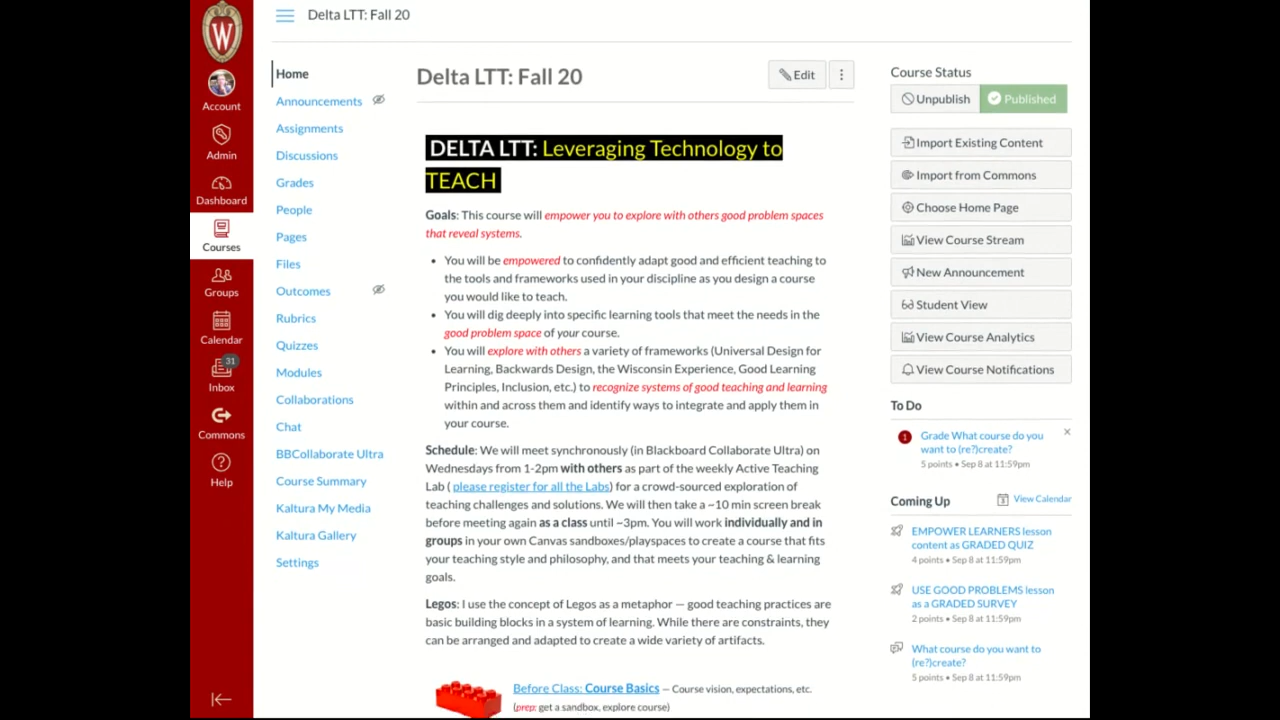 Delta LTT: Fall 20
W
Account
Admin
Dashboard
Courses
Groups
Calendar
31
Inbox
Commons
Help
Home
Announcements
Assignments
Discussions
Grades
People
Pages
Files
Outcomes
Rubrics
Quizzes
Modules
Collaborations
Chat
BBCollaborate Ultra
Course Summary
Kaltura My Media
Kaltura Gallery
Settings
Delta LTT: Fall 20
Edit
DELTA LTT: Leveraging Technology to
TEACH
Goals: This course will empower you to explore with others good problem spaces
that reveal systems.
• You will be empowered to confidently adapt good and efficient teaching to
the tools and frameworks used in your discipline as you design a course
you would like to teach.
• You will dig deeply into specific learning tools that meet the needs in the
good problem space of your course.
• You will explore with others a variety of frameworks (Universal Design for
Learning, Backwards Design, the Wisconsin Experience, Good Learning
Principles, Inclusion, etc.) to recognize systems of good teaching and learning
within and across them and identify ways to integrate and apply them in
your course.
Schedule: We will meet synchronously (in Blackboard Collaborate Ultra) on
Wednesdays from 1-2pm with others as part of the weekly Active Teaching
Lab ( please register for all the Labs) for a crowd-sourced exploration of
teaching challenges and solutions. We will then take a ~10 min screen break
before meeting again as a class until ~3pm. You will work individually and in
groups in your own Canvas sandboxes/playspaces to create a course that fits
your teaching style and philosophy, and that meets your teaching & learning
goals.
Legos: I use the concept of Legos as a metaphor — good teaching practices are
basic building blocks in a system of learning. While there are constraints, they
can be arranged and adapted to create a wide variety of artifacts.
Before Class: Course Basics — Course vision, expectations, etc.
(prep: get a sandbox, explore course)
Course Status
Unpublish
Published
Import Existing Content
Import from Commons
Choose Home Page
View Course Stream
New Announcement
Student View
View Course Analytics
View Course Notifications
To Do
1
Grade What course do you
want to (re?)create?
5 points • Sep 8 at 11:59pm
Coming Up
View Calendar
EMPOWER LEARNERS lesson
content as GRADED QUIZ
4 points • Sep 8 at 11:59pm
USE GOOD PROBLEMS lesson
as a GRADED SURVEY
2 points • Sep 8 at 11:59pm
What course do you want to
(re?)create?
5 points • Sep 8 at 11:59pm